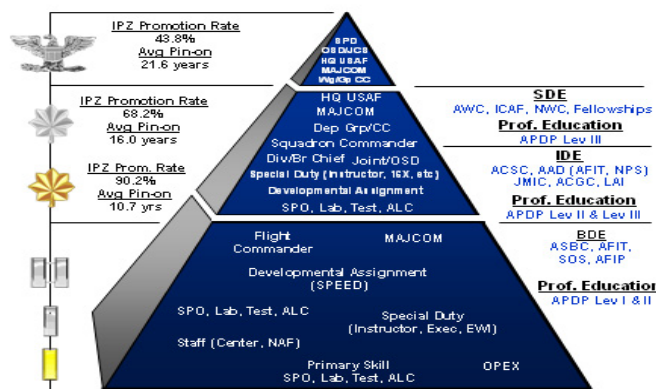 IPZ Promotion Rate
43.8%
Avg Pin-on
21.6 years
IPZ Promotion Rate
68.2%
Avg Pin-on
16.0 years
IPZ Prom. Rate
90.2%
Avg Pin-on
10.7 yrs
SPD
OSD/JCS
HQ USAF
MAJCOM
Wg/Gp CC
HQ USAF
MAJCOM
Dep Grp/CC
Squadron Commander
Div/Br Chief Joint/OSD
Special Duty (Instructor, 16X, etc)
Developmental Assignment
SPO, Lab, Test, ALC
Flight
Commander
MAJCOM
Developmental Assignment
(SPEED)
SPO, Lab, Test, ALC
Special Duty
(Instructor, Exec, EWI)
Staff (Center, NAF)
Primary Skill
SPO, Lab, Test, ALC
OPEX
SDE
AWC, ICAF, NWC, Fellowships
Prof. Education
APDP Lev III
IDE
ACSC, AAD (AFIT, NPS)
JMIC, ACGC, LAI
Prof. Education
APDP Lev II & Lev III
BDE
ASBC, AFIT,
SOS, AFIP
Prof. Education
APDP Lev I & II